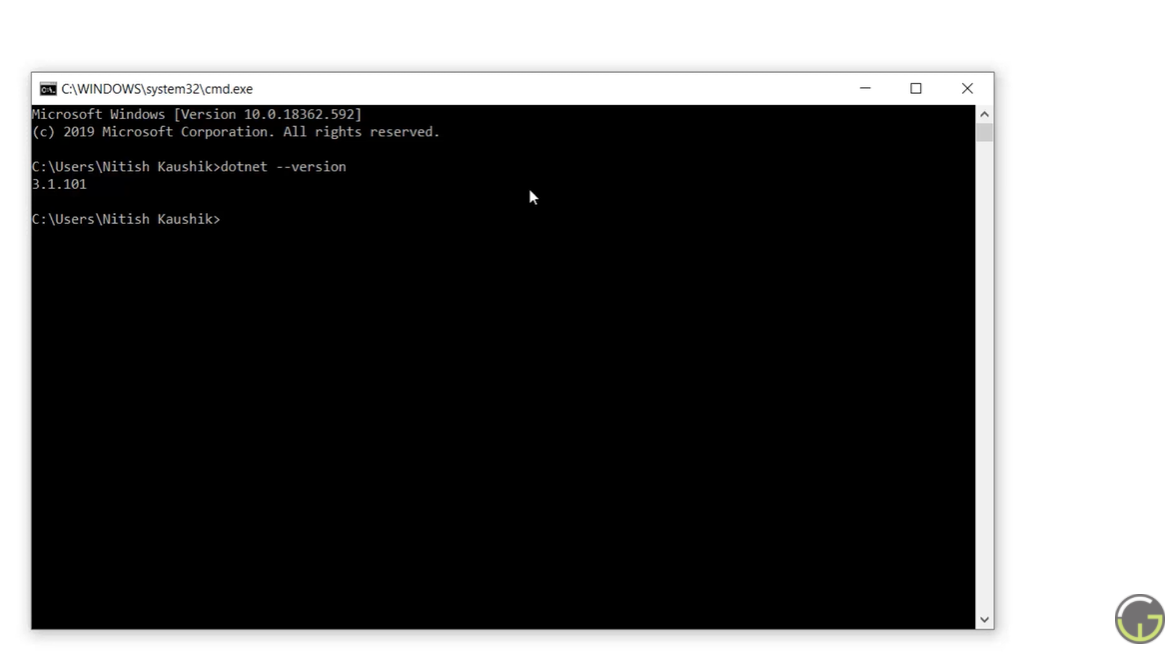 C:\WINDOWS\system32\cmd.exe
Microsoft Windows [Version 10.0.18362.592]
(c) 2019 Microsoft Corporation. All rights reserved.
C:\Users\Nitish Kaushik>dotnet --version
3.1.101
C:\Users\Nitish Kaushik>